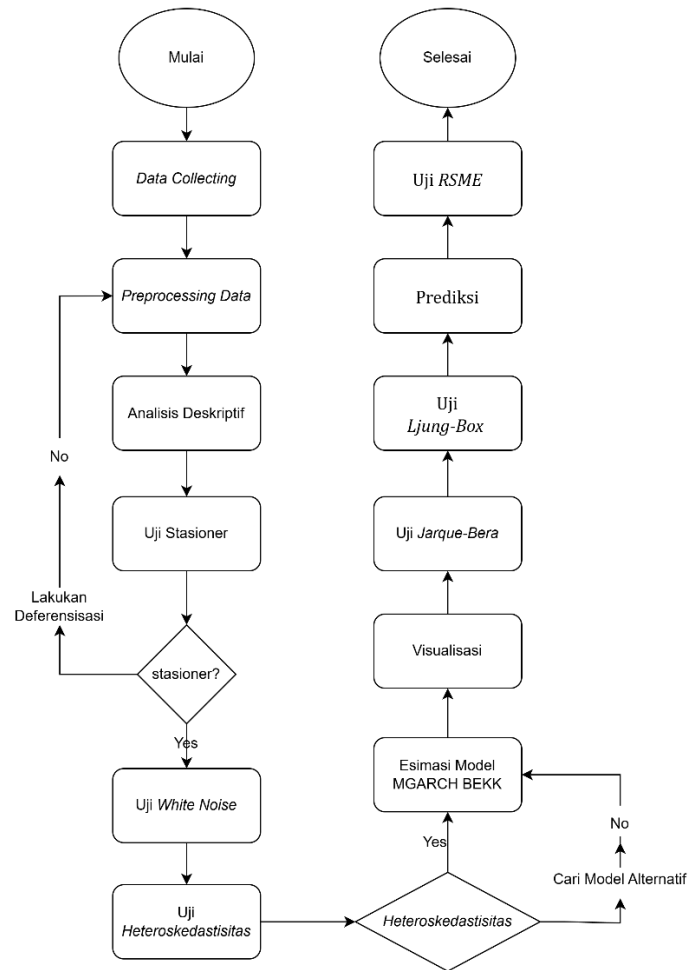 Mulai
Data Collecting
Preprocessing Data
Analisis Deskriptif
No
Uji Stasioner
Lakukan
Deferensisasi
stasioner?
Yes
Uji White Noise
Uji
Heteroskedastisitas
Heteroskedastisitas
Yes
Cari Model Alternatif
No
Esimasi Model
MGARCH BEKK
Visualisasi
Uji Jarque-Bera
Uji
Ljung-Box
Prediksi
Uji RSME
Selesai